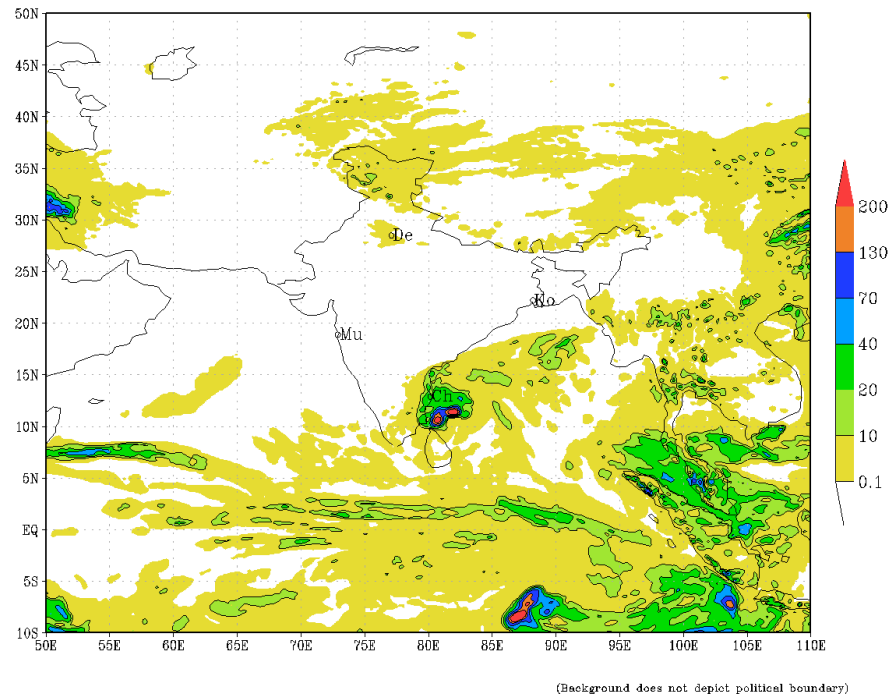 50N
45N
40N
35N
30N
25N
20N
15N
10N
5N
EQ
5S
10S
50E 55E 60E 65E 70E 75E 80E 85E 90E 95E 100E 105E 110E
De
Ko
Mu
Ch
200
130
70
40
20
10
0.1
(Background does not depict political boundary)